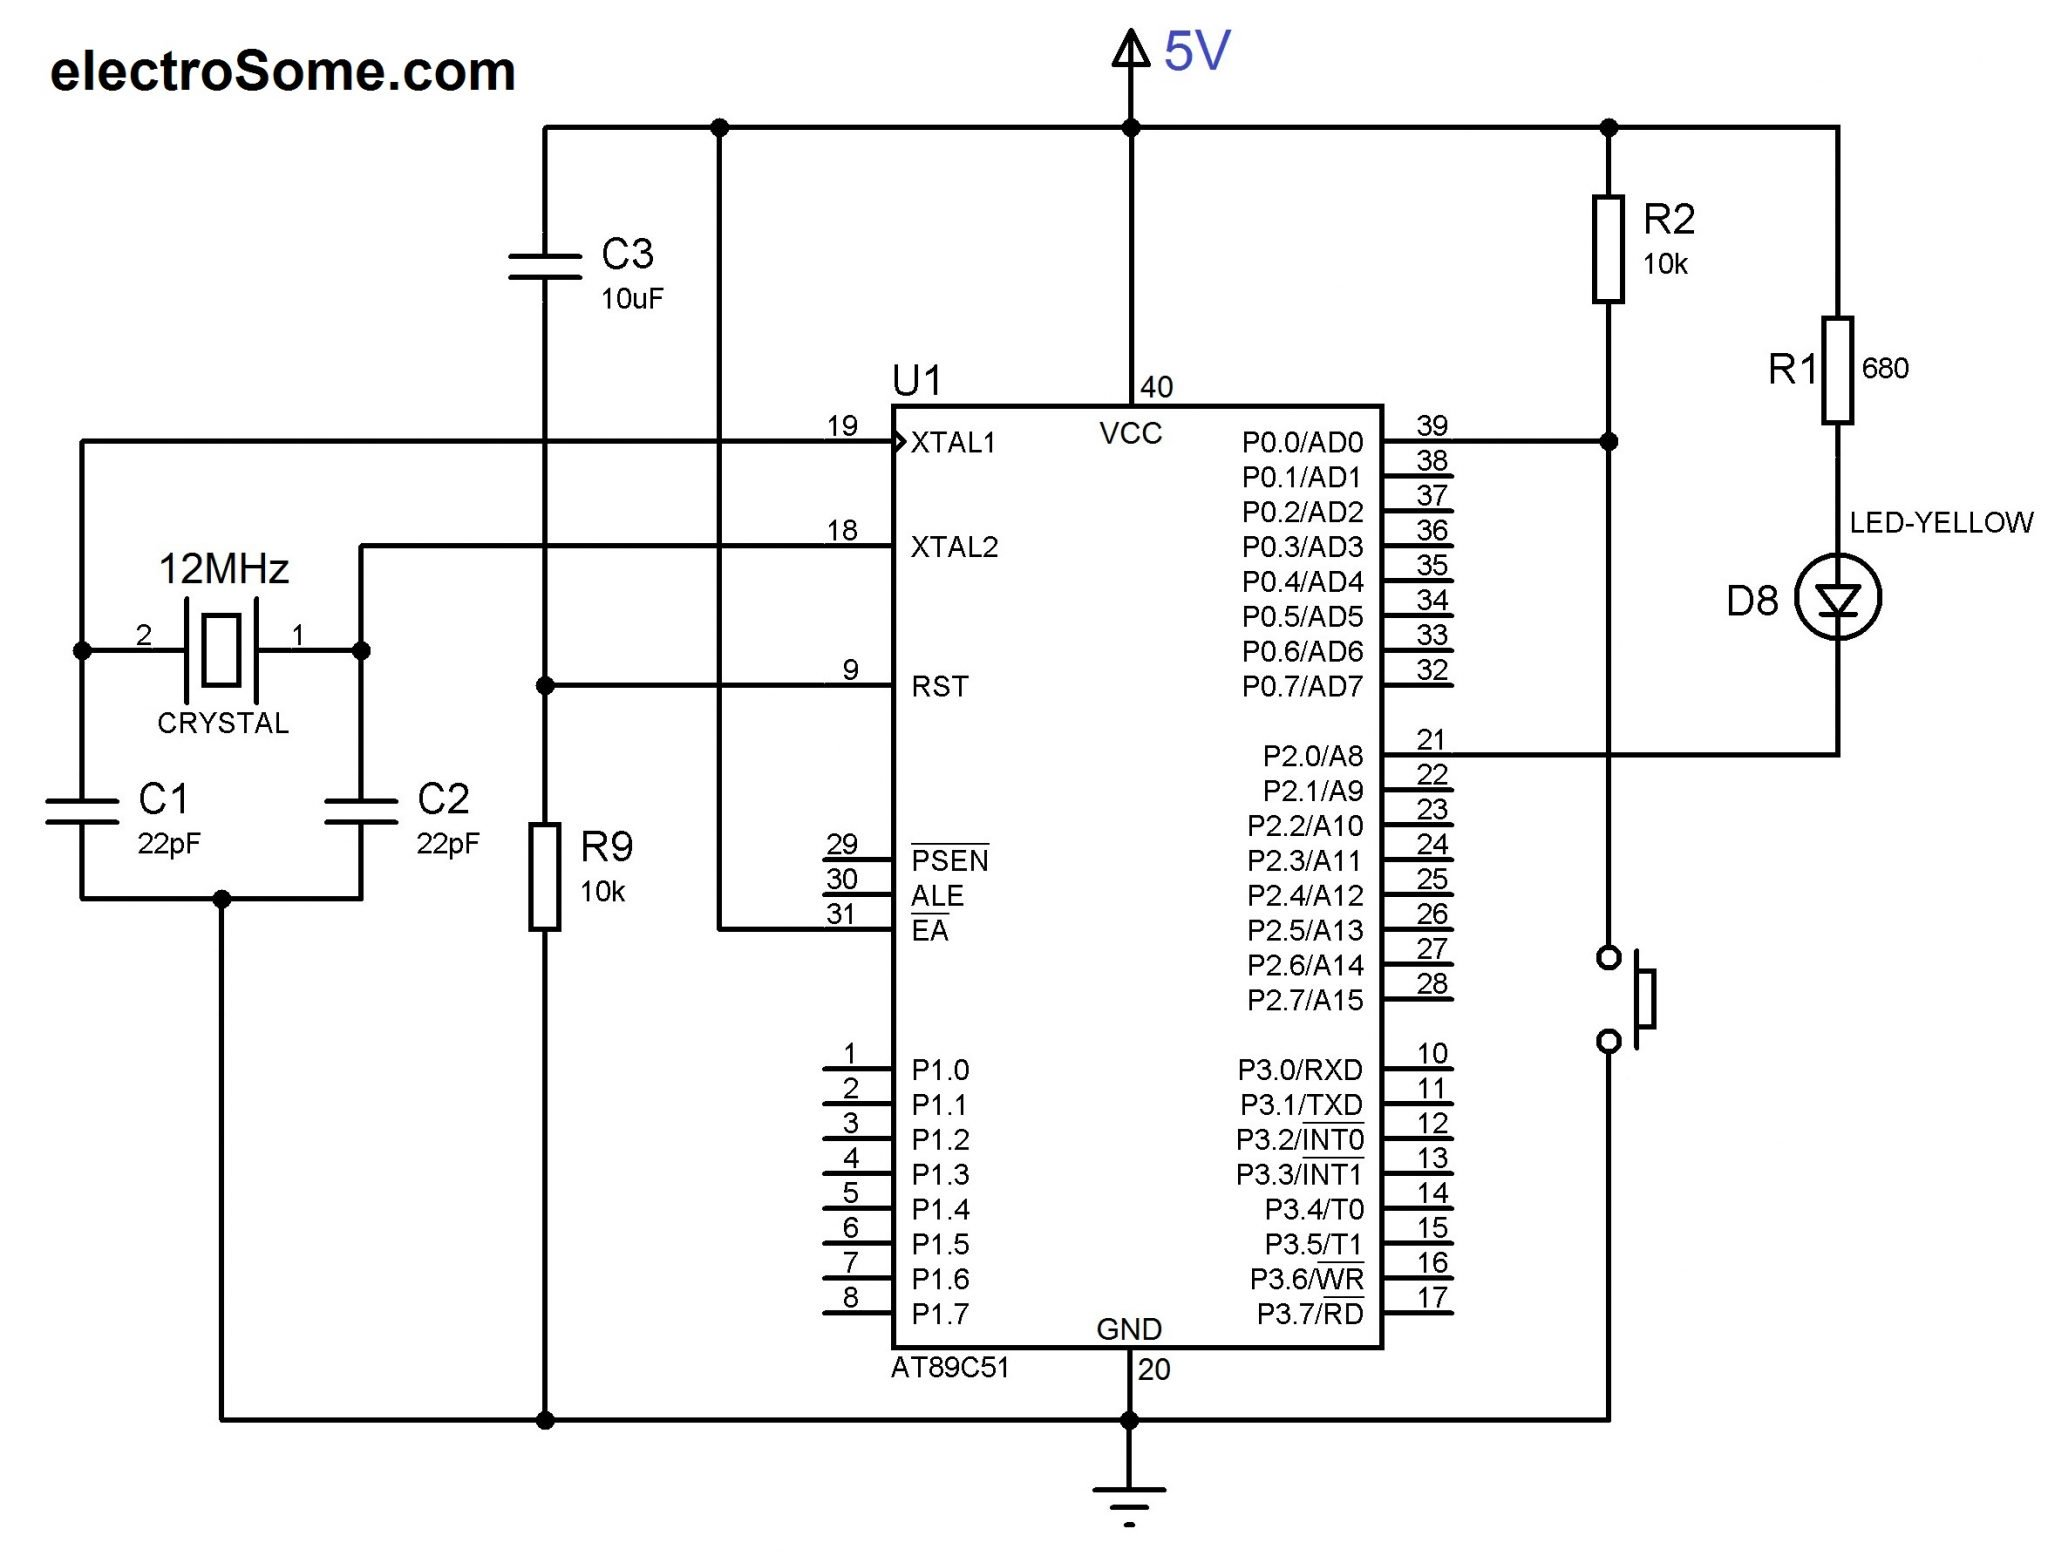 electroSome.com
5V
C3
10uF
R2
10k
R1
680
U1
40
VCC
19
XTAL1
18
XTAL2
12MHz
2
1
CRYSTAL
9
RST
C1
22pF
C2
22pF
R9
10k
29
PSEN
30
ALE
31
EA
1
P1.0
2
P1.1
3
P1.2
4
P1.3
5
P1.4
6
P1.5
7
P1.6
8
P1.7
P0.0/AD0
39
P0.1/AD1
38
P0.2/AD2
37
P0.3/AD3
36
P0.4/AD4
35
P0.5/AD5
34
P0.6/AD6
33
P0.7/AD7
32
LED-YELLOW
D8
P2.0/A8
21
P2.1/A9
22
P2.2/A10
23
P2.3/A11
24
P2.4/A12
25
P2.5/A13
26
P2.6/A14
27
P2.7/A15
28
P3.0/RXD
10
P3.1/TXD
11
P3.2/INT0
12
P3.3/INT1
13
P3.4/T0
14
P3.5/T1
15
P3.6/WR
16
P3.7/RD
17
GND
20
AT89C51